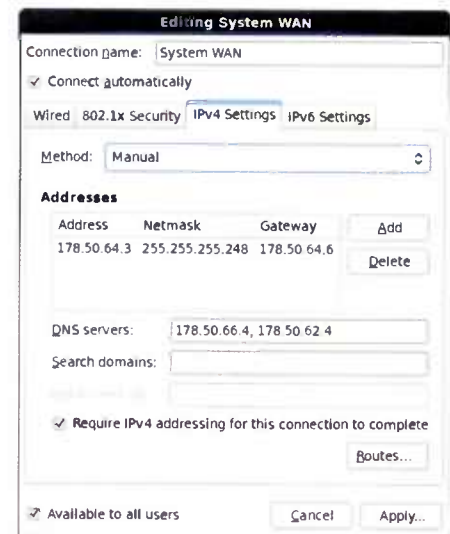 Editing System WAN
Connection name: System WAN
Connect automatically
Wired 802.1x Security IPv4 Settings IPv6 Settings
Method: Manual
Addresses
Address Netmask Gateway Add
178.50.64.3 255.255.255.248 178.50.64.6
Delete
DNS servers: 178.50.66.4, 178.50.62.4
Search domains:
Require IPv4 addressing for this connection to complete
Routes...
Available to all users Cancel Apply...